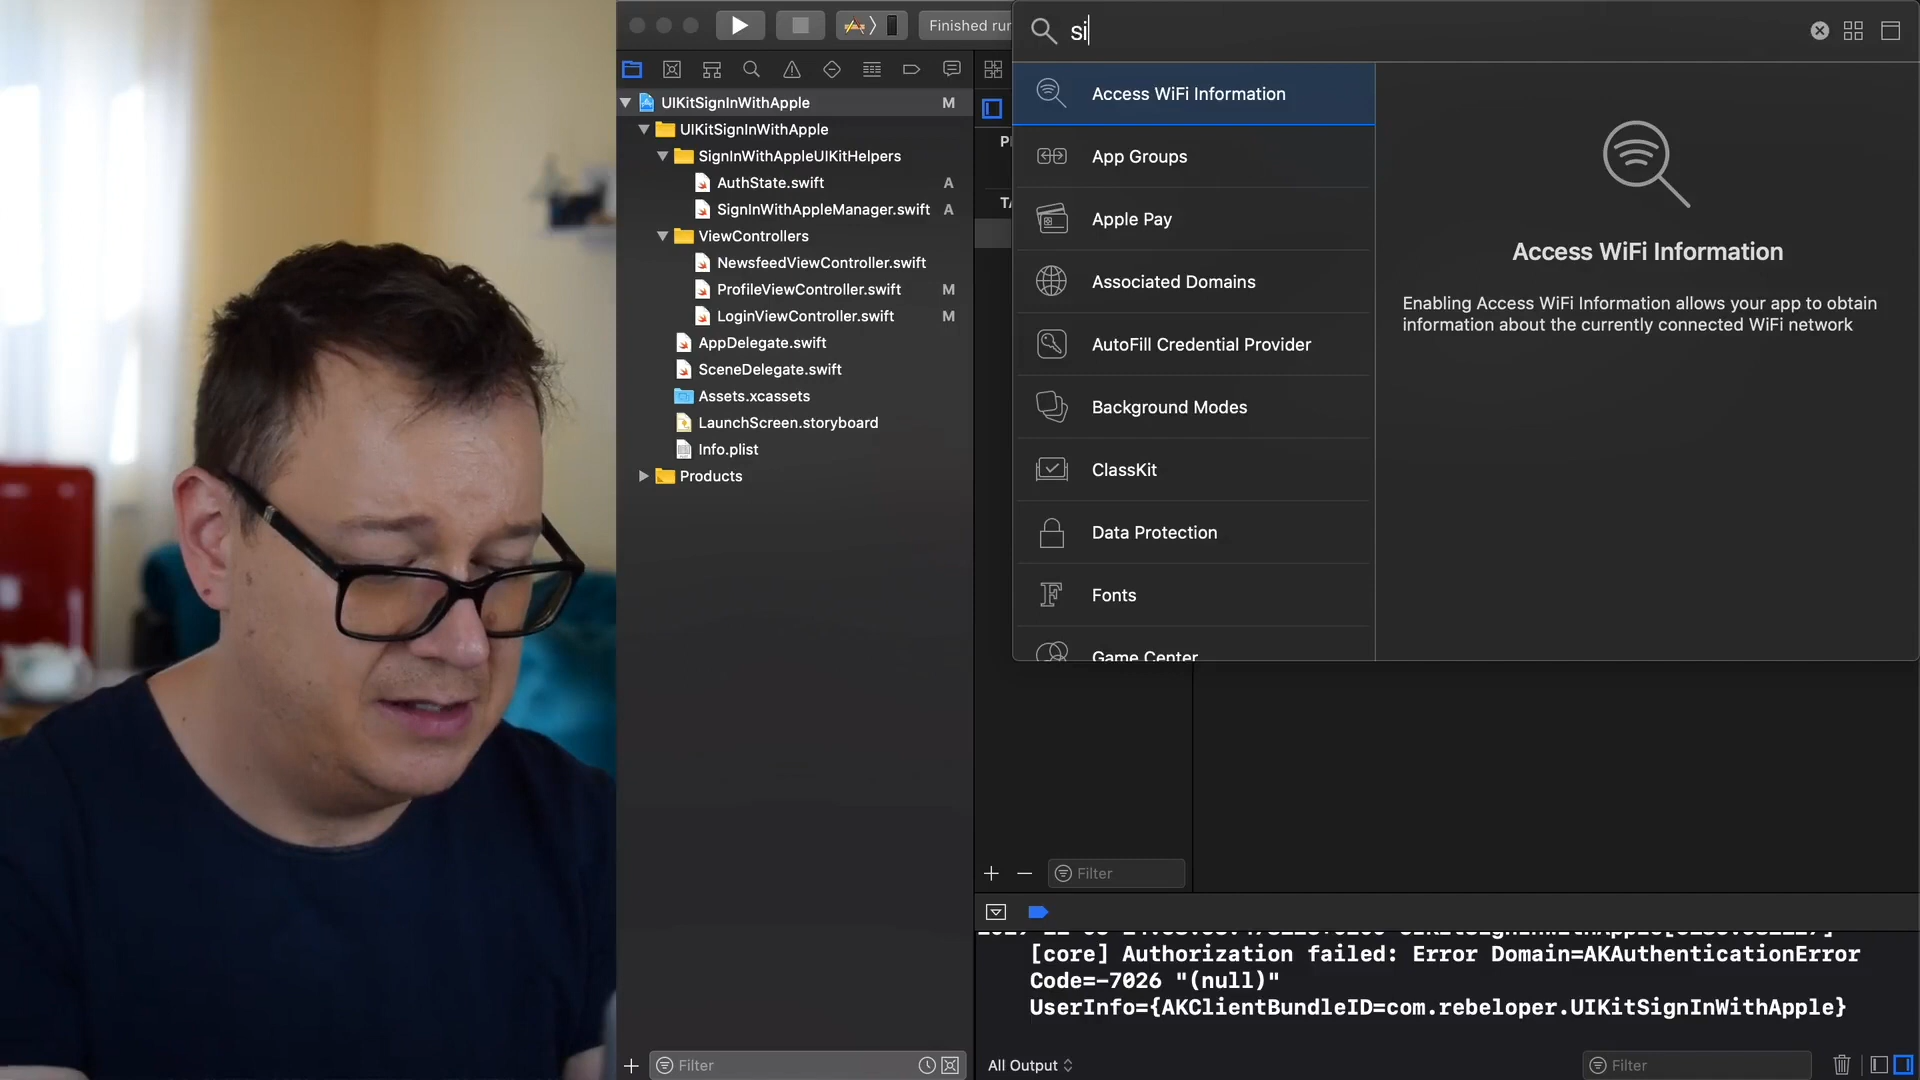 Finished
si
UIKitSignInWithApple M
UIKitSignInWithApple
SignInWithAppleUIKitHelpers
AuthState.swift A
SignInWithAppleManager.swift A
ViewControllers
NewsfeedViewController.swift
ProfileViewController.swift M
LoginViewController.swift M
AppDelegate.swift
SceneDelegate.swift
Assets.xcassets
LaunchScreen.storyboard
Info.plist
Products
Filter
Access WiFi Information
App Groups
Apple Pay
Associated Domains
AutoFill Credential Provider
Background Modes
ClassKit
Data Protection
Fonts
Game Center
Access WiFi Information
Enabling Access WiFi Information allows your app to obtain
information about the currently connected WiFi network
Filter
[core] Authorization failed: Error Domain=AKAuthenticationError
Code=-7026 "(null)"
UserInfo={AKClientBundleID=com.rebeloper.UIKitSignInWithApple}
All Output
Filter